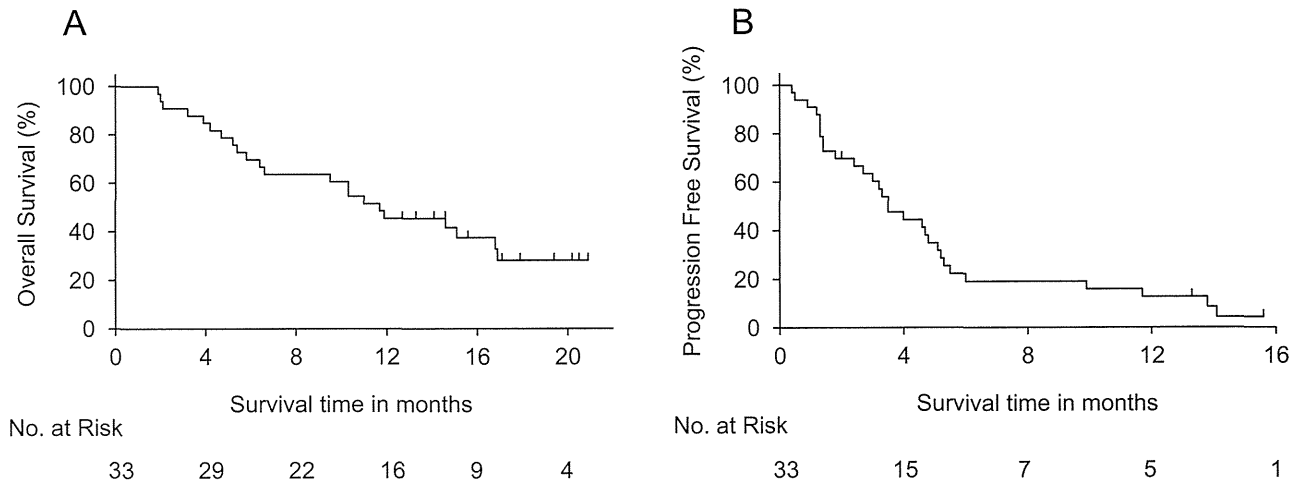 A
Overall Survival (%)
100
80
60
40
20
0
0 4 8 12 16 20
Survival time in months
No. at Risk
33 29 22 16 9 4
B
Progression Free Survival (%)
100
80
60
40
20
0
0 4 8 12 16
Survival time in months
No. at Risk
33 15 7 5 1